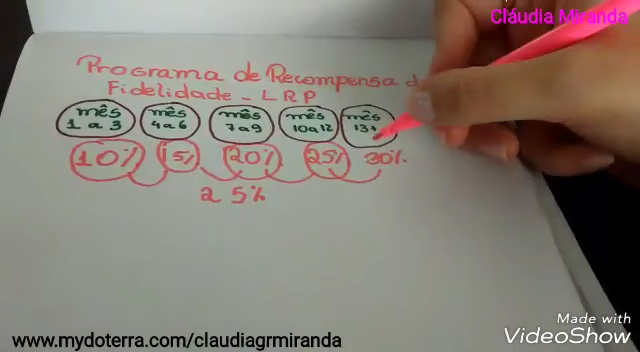 Cláudia Miranda
Programa de Recompensa d
Fidelidade - LRP
mês mês mês mês mês
1 a 3 4 a 6 7 a 9 10 a 12 13+
10% 15% 20% 25% 30%
25%
Made with
www.mydoterra.com/claudiagrmiranda VideoShow